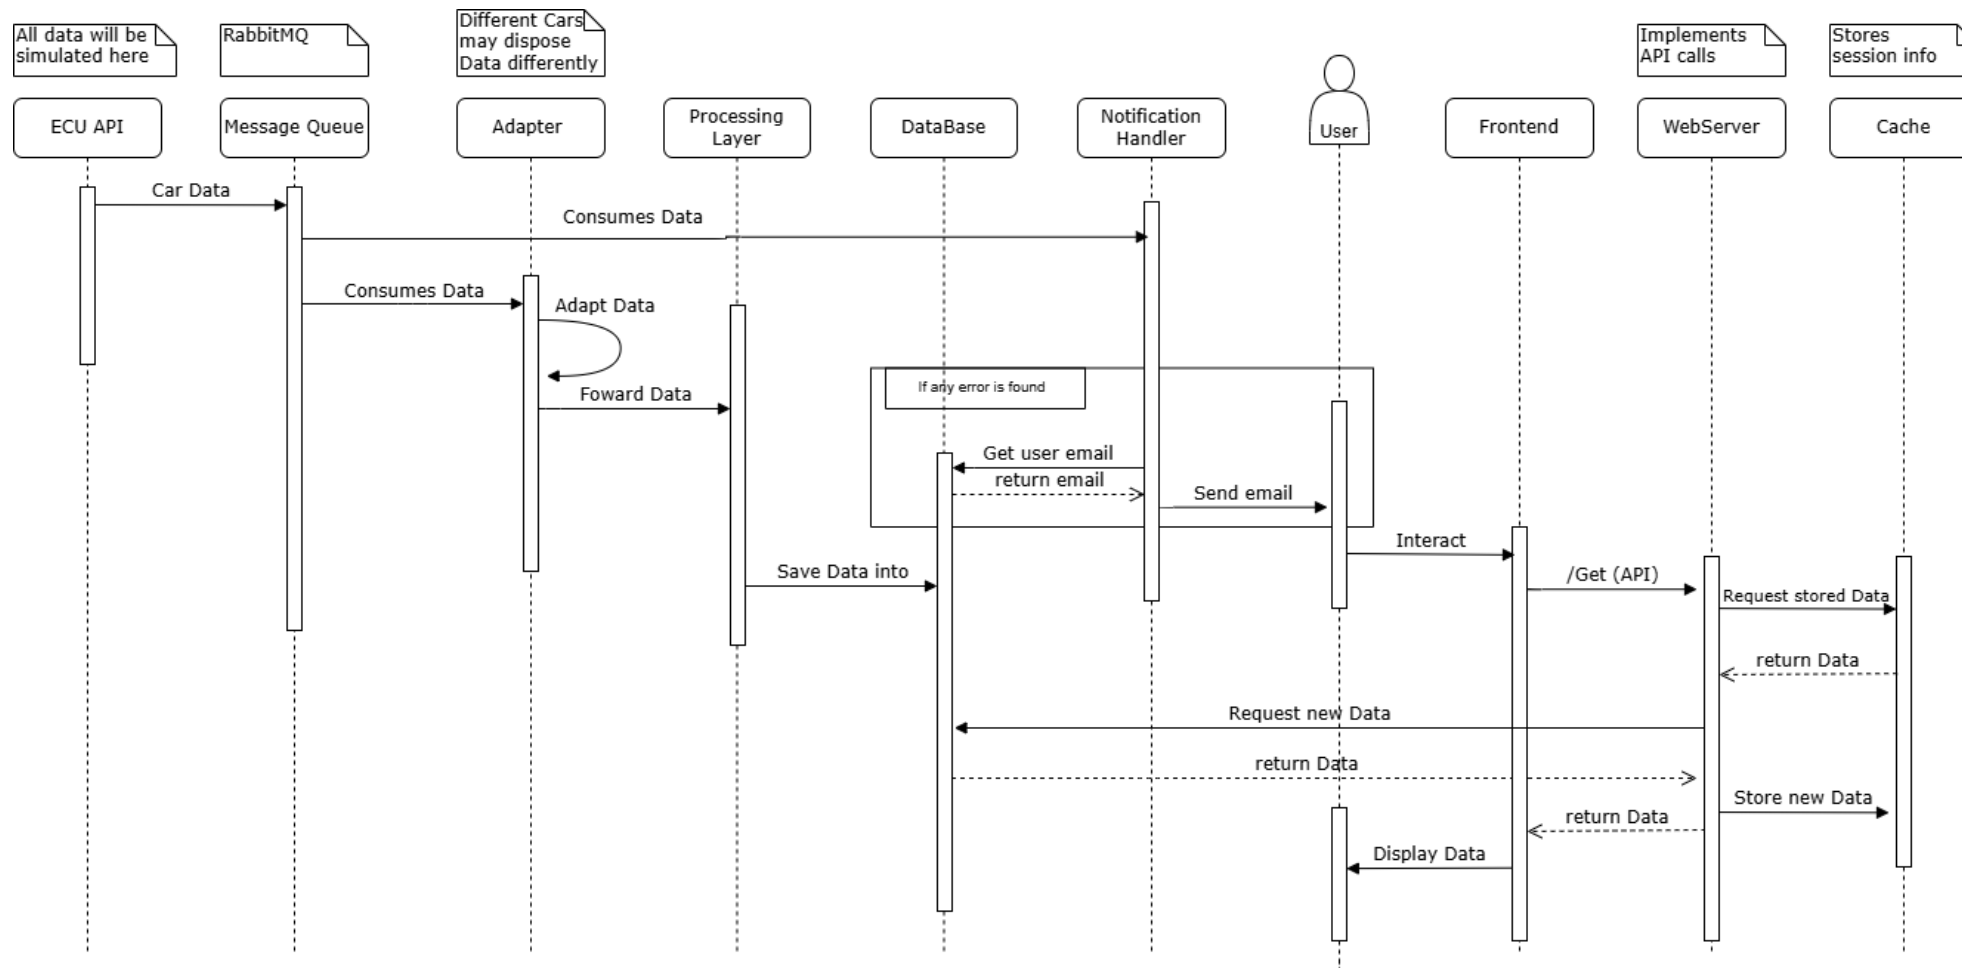 All data will be
simulated here
RabbitMQ
Different Cars
may dispose
Data differently
Implements
API calls
Stores
session info
ECU API
Message Queue
Adapter
Processing
Layer
DataBase
Notification
Handler
User
Frontend
WebServer
Cache
Car Data
Consumes Data
Consumes Data
Adapt Data
Foward Data
If any error is found
Get user email
return email
Send email
Interact
Save Data into
/Get (API)
Request stored Data
return Data
Request new Data
return Data
Store new Data
return Data
Display Data